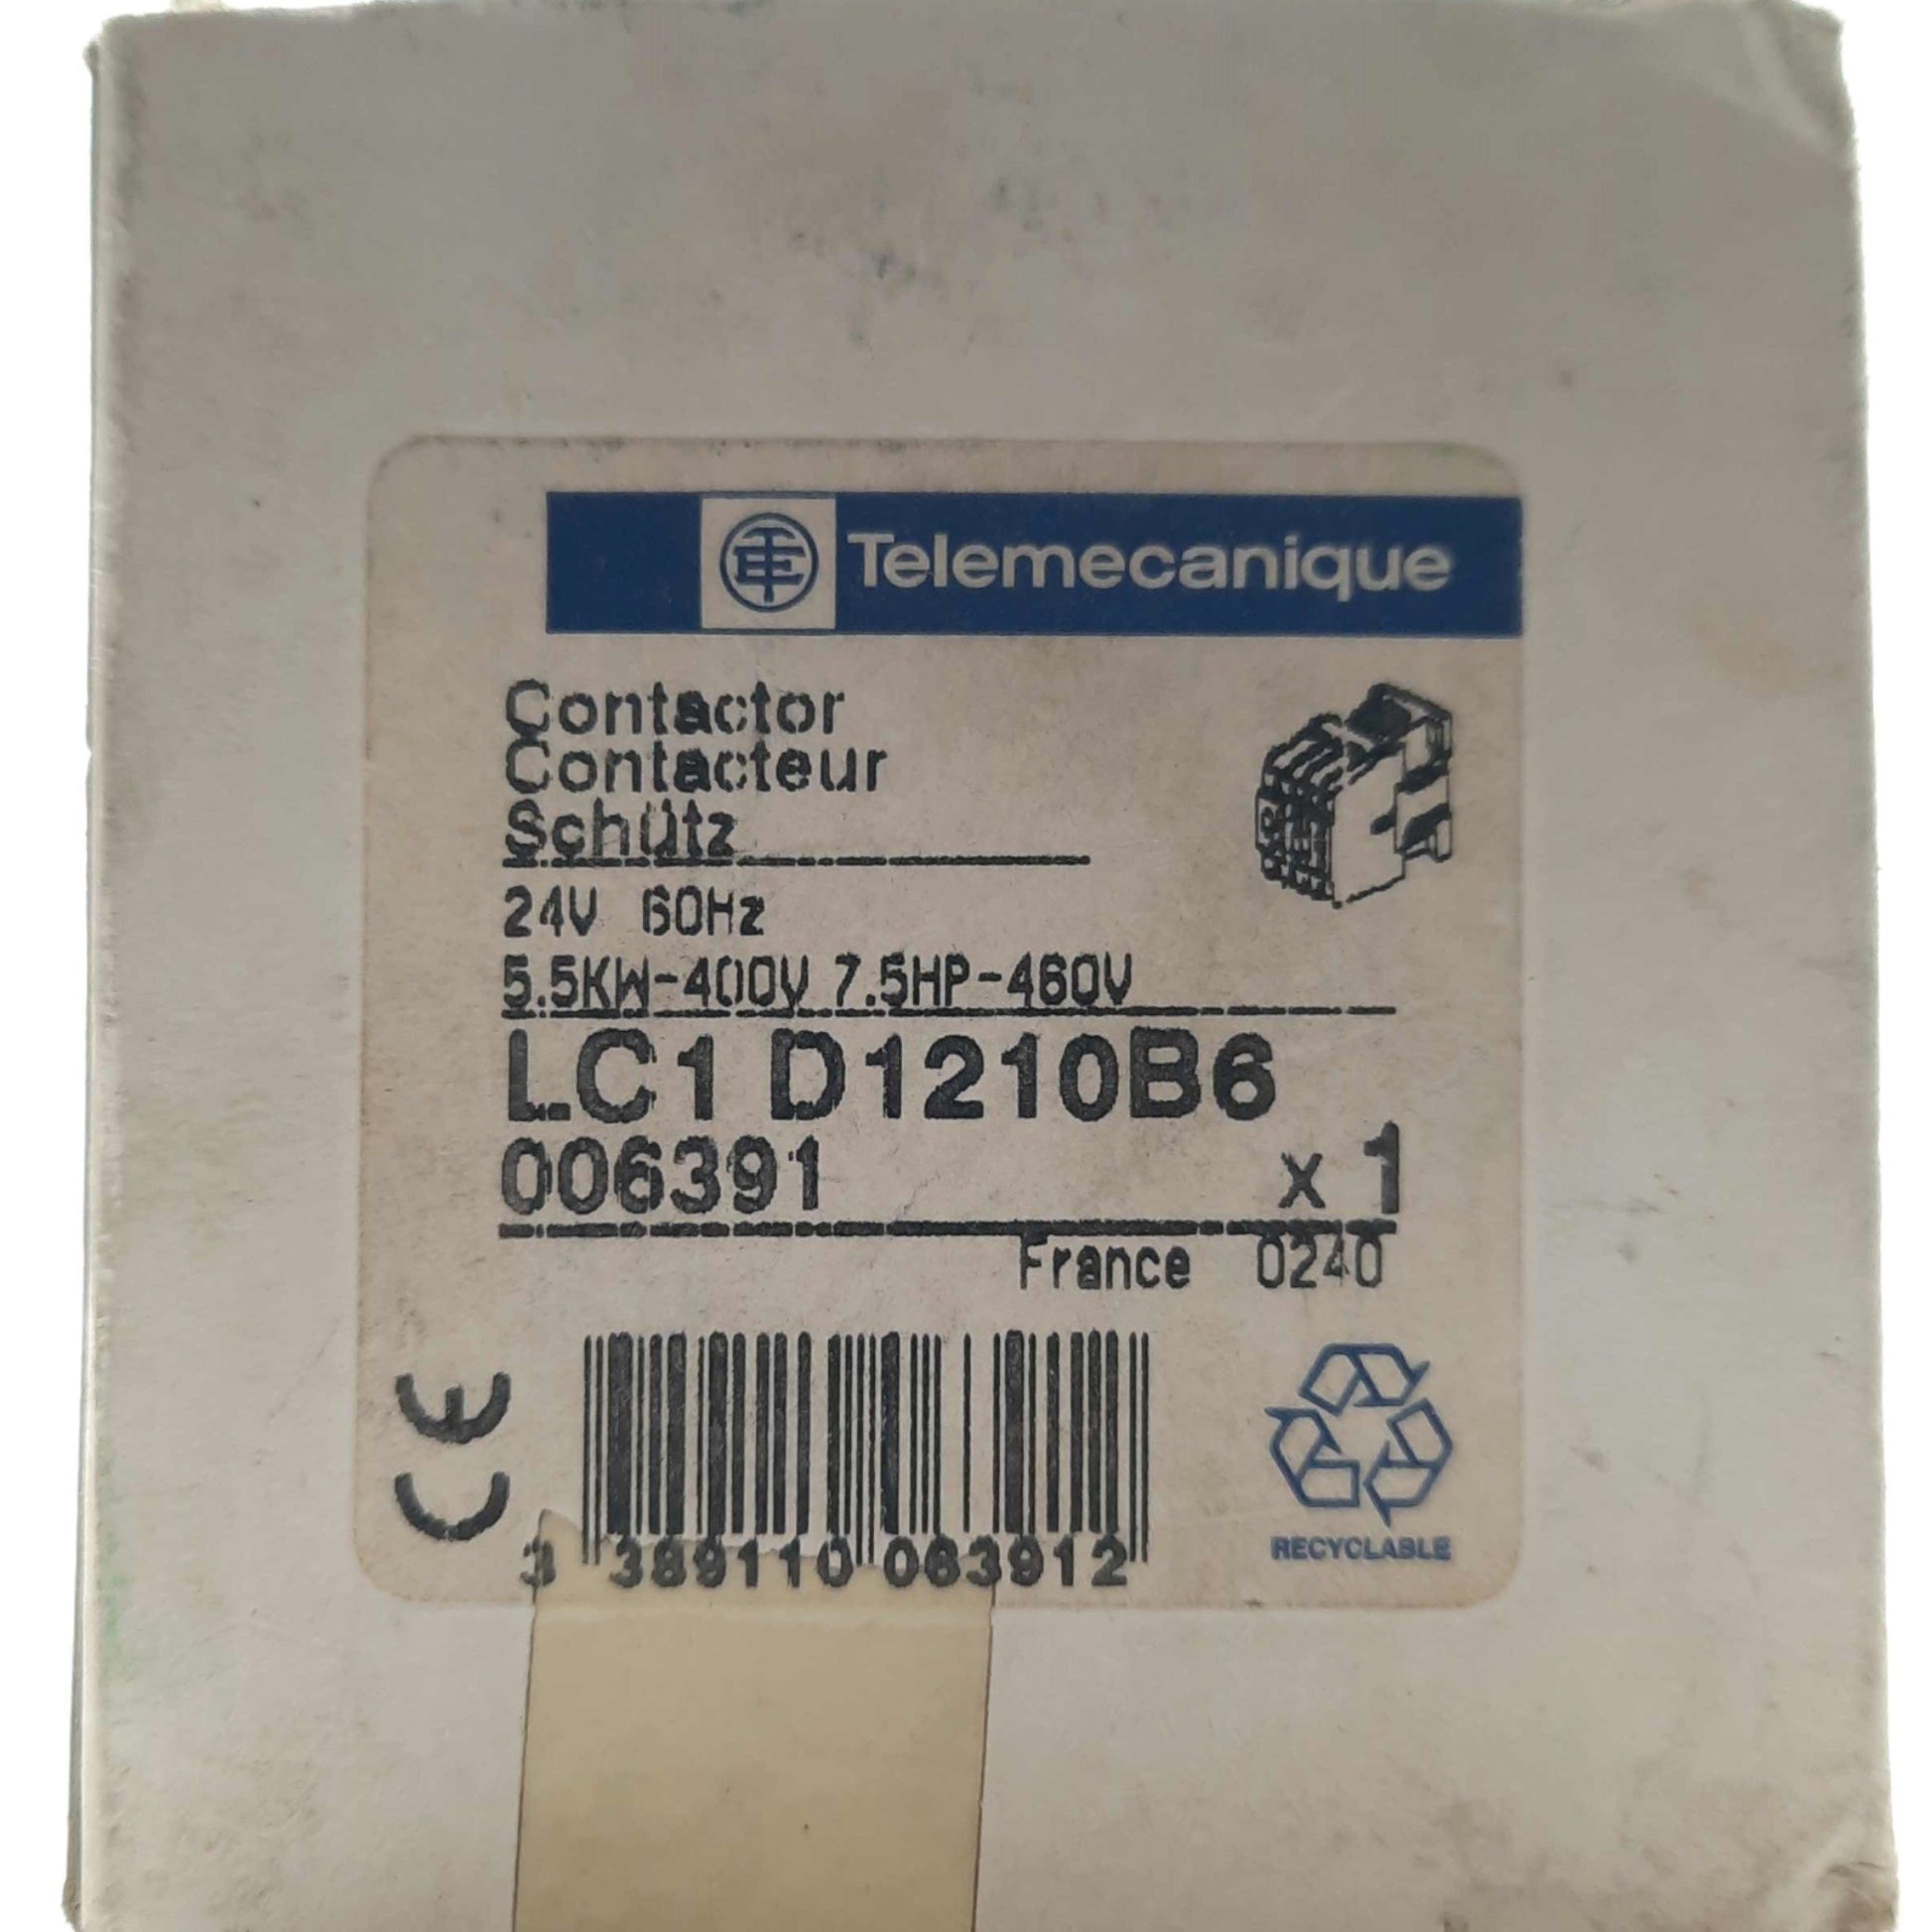 Telemecanique
Contactor
Contacteur
Schütz
24V 60Hz
5.5KW-400V 7.5HP-460V
LC1 D1210B6
006391 x 1
France 0240
CE
3 389110 063912
RECYCLABLE